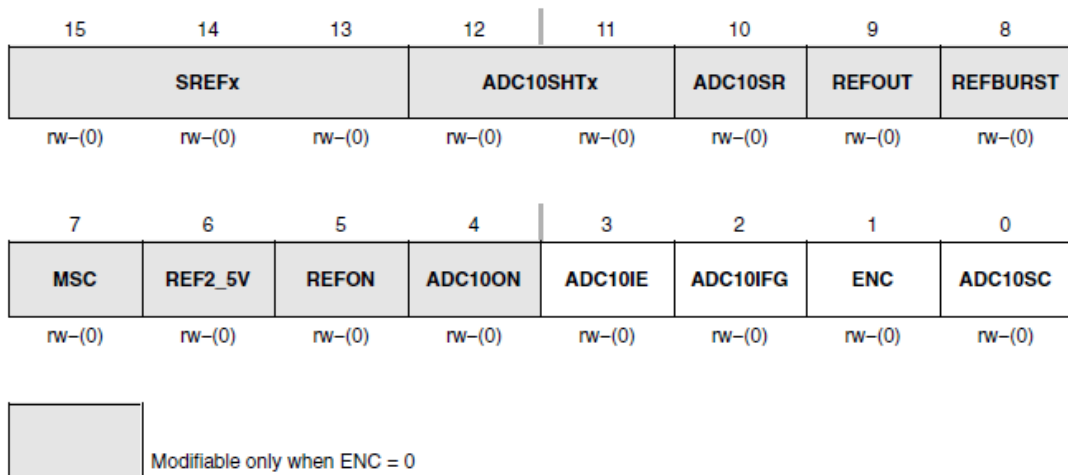 15 14 13 12 11 10 9 8
SREFx ADC10SHTx ADC10SR REFOUT REFBURST
rw−(0) rw−(0) rw−(0) rw−(0) rw−(0) rw−(0) rw−(0) rw−(0)
7 6 5 4 3 2 1 0
MSC REF2_5V REFON ADC10ON ADC10IE ADC10IFG ENC ADC10SC
rw−(0) rw−(0) rw−(0) rw−(0) rw−(0) rw−(0) rw−(0) rw−(0)
Modifiable only when ENC = 0